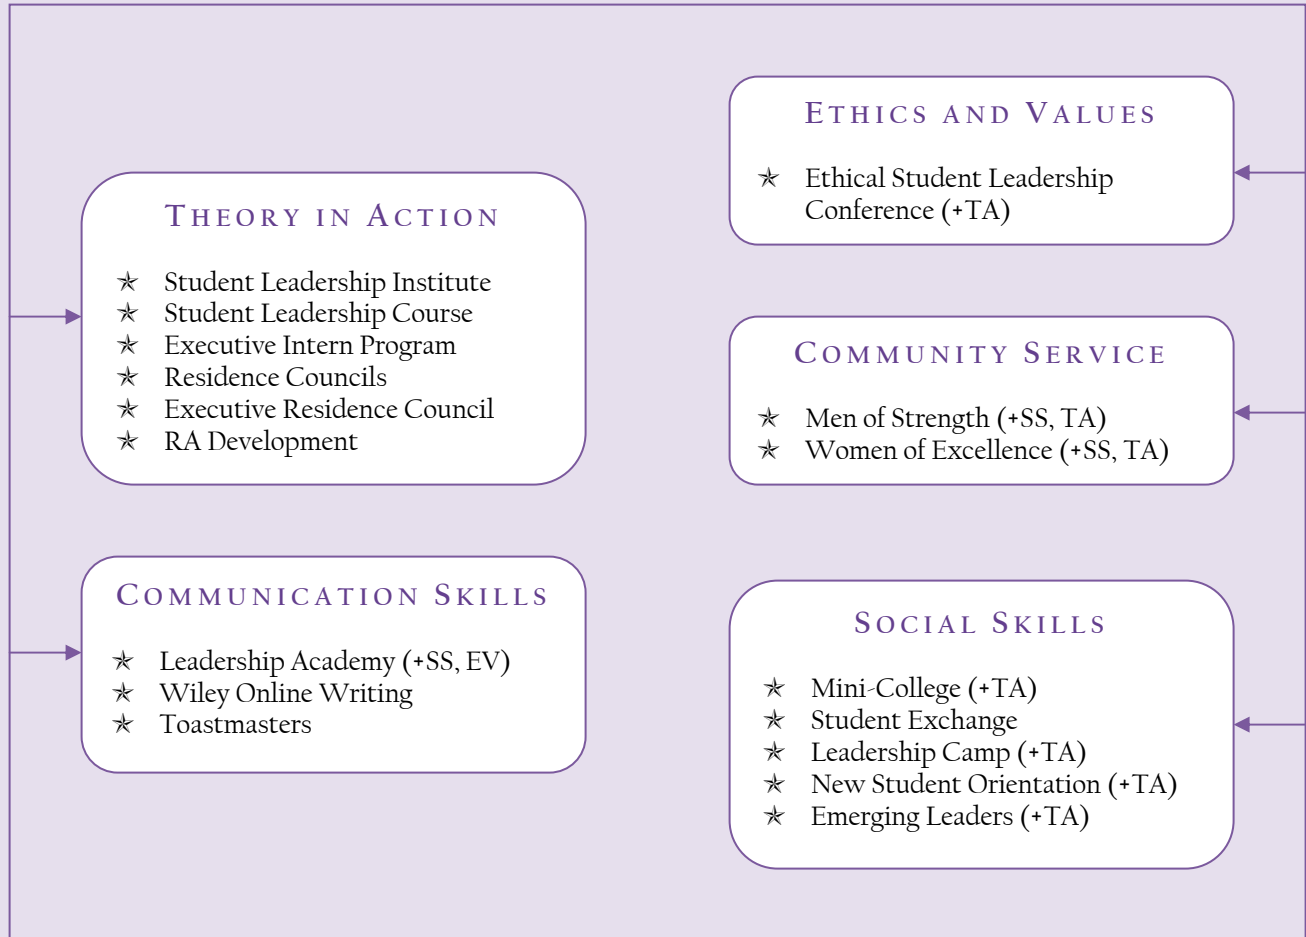 THEORY IN ACTION
✯ Student Leadership Institute
✯ Student Leadership Course
✯ Executive Intern Program
✯ Residence Councils
✯ Executive Residence Council
✯ RA Development
COMMUNICATION SKILLS
✯ Leadership Academy (+SS, EV)
✯ Wiley Online Writing
✯ Toastmasters
ETHICS AND VALUES
✯ Ethical Student Leadership
Conference (+TA)
COMMUNITY SERVICE
✯ Men of Strength (+SS, TA)
✯ Women of Excellence (+SS, TA)
SOCIAL SKILLS
✯ Mini-College (+TA)
✯ Student Exchange
✯ Leadership Camp (+TA)
✯ New Student Orientation (+TA)
✯ Emerging Leaders (+TA)